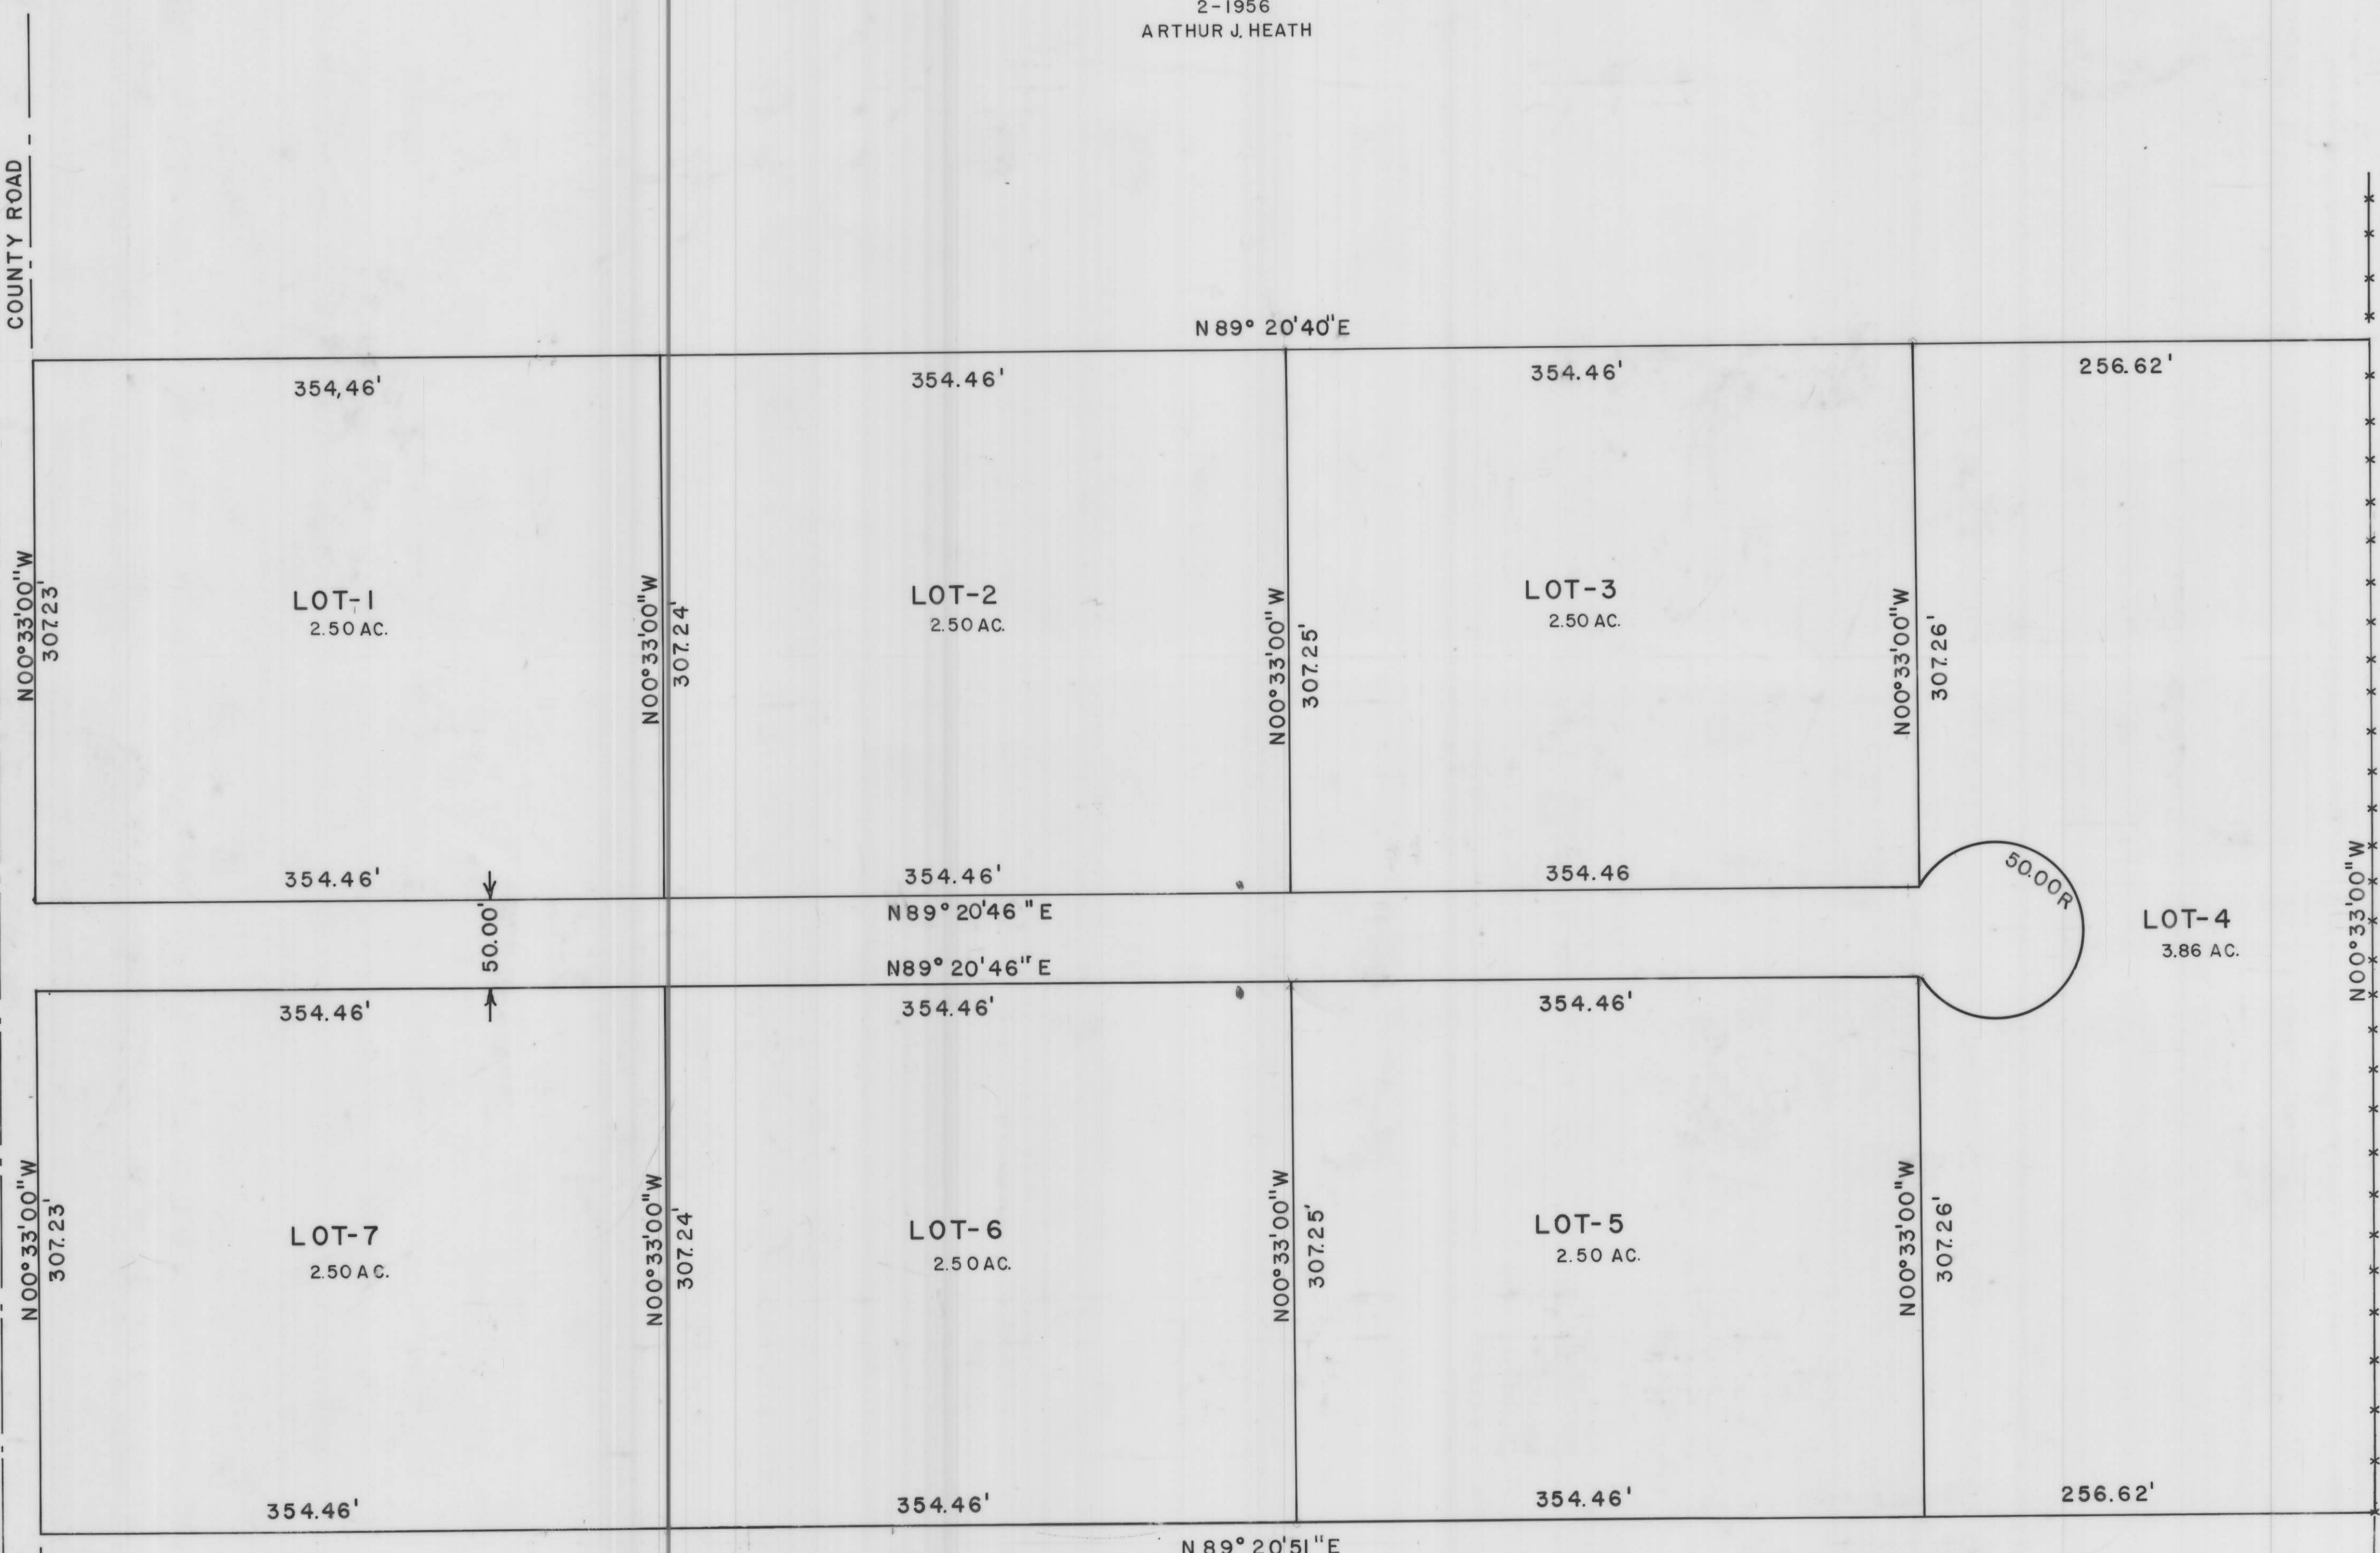 2-1956
ARTHUR J. HEATH
COUNTY ROAD
N 89° 20'40"E
354,46'
354.46'
354.46'
256.62'
N00°33'00"W
307.23'
LOT-1
2.50 AC.
N00°33'00"W
307.24'
LOT-2
2.50 AC.
N00°33'00"W
307.25'
LOT-3
2.50 AC.
N00°33'00"W
307.26'
354.46'
354.46'
354.46
50.00'
N89° 20'46 "E
N89° 20'46" E
50.00R
LOT-4
3.86 AC.
N00°33'00"W
354.46'
354.46'
354.46'
N00°33'00"W
307.23'
LOT-7
2.50 AC.
N00°33'00"W
307.24'
LOT-6
2.50 AC.
N00°33'00"W
307.25'
LOT-5
2.50 AC.
N00°33'00"W
307.26'
354.46'
354.46'
354.46'
256.62'
N 89° 20'51"E